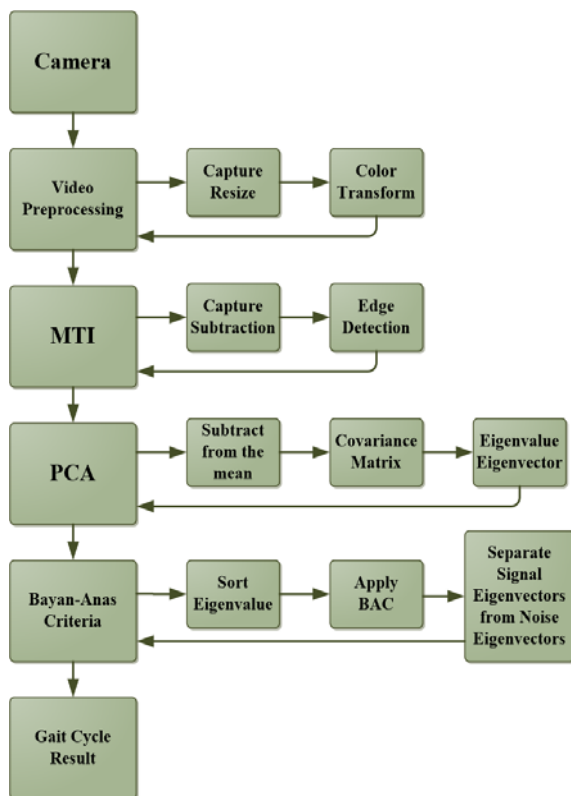 Camera
Video
Preprocessing
Capture
Resize
Color
Transform
MTI
Capture
Subtraction
Edge
Detection
PCA
Subtract
from the
mean
Covariance
Matrix
Eigenvalue
Eigenvector
Bayan-Anas
Criteria
Sort
Eigenvalue
Apply
BAC
Separate
Signal
Eigenvectors
from Noise
Eigenvectors
Gait Cycle
Result